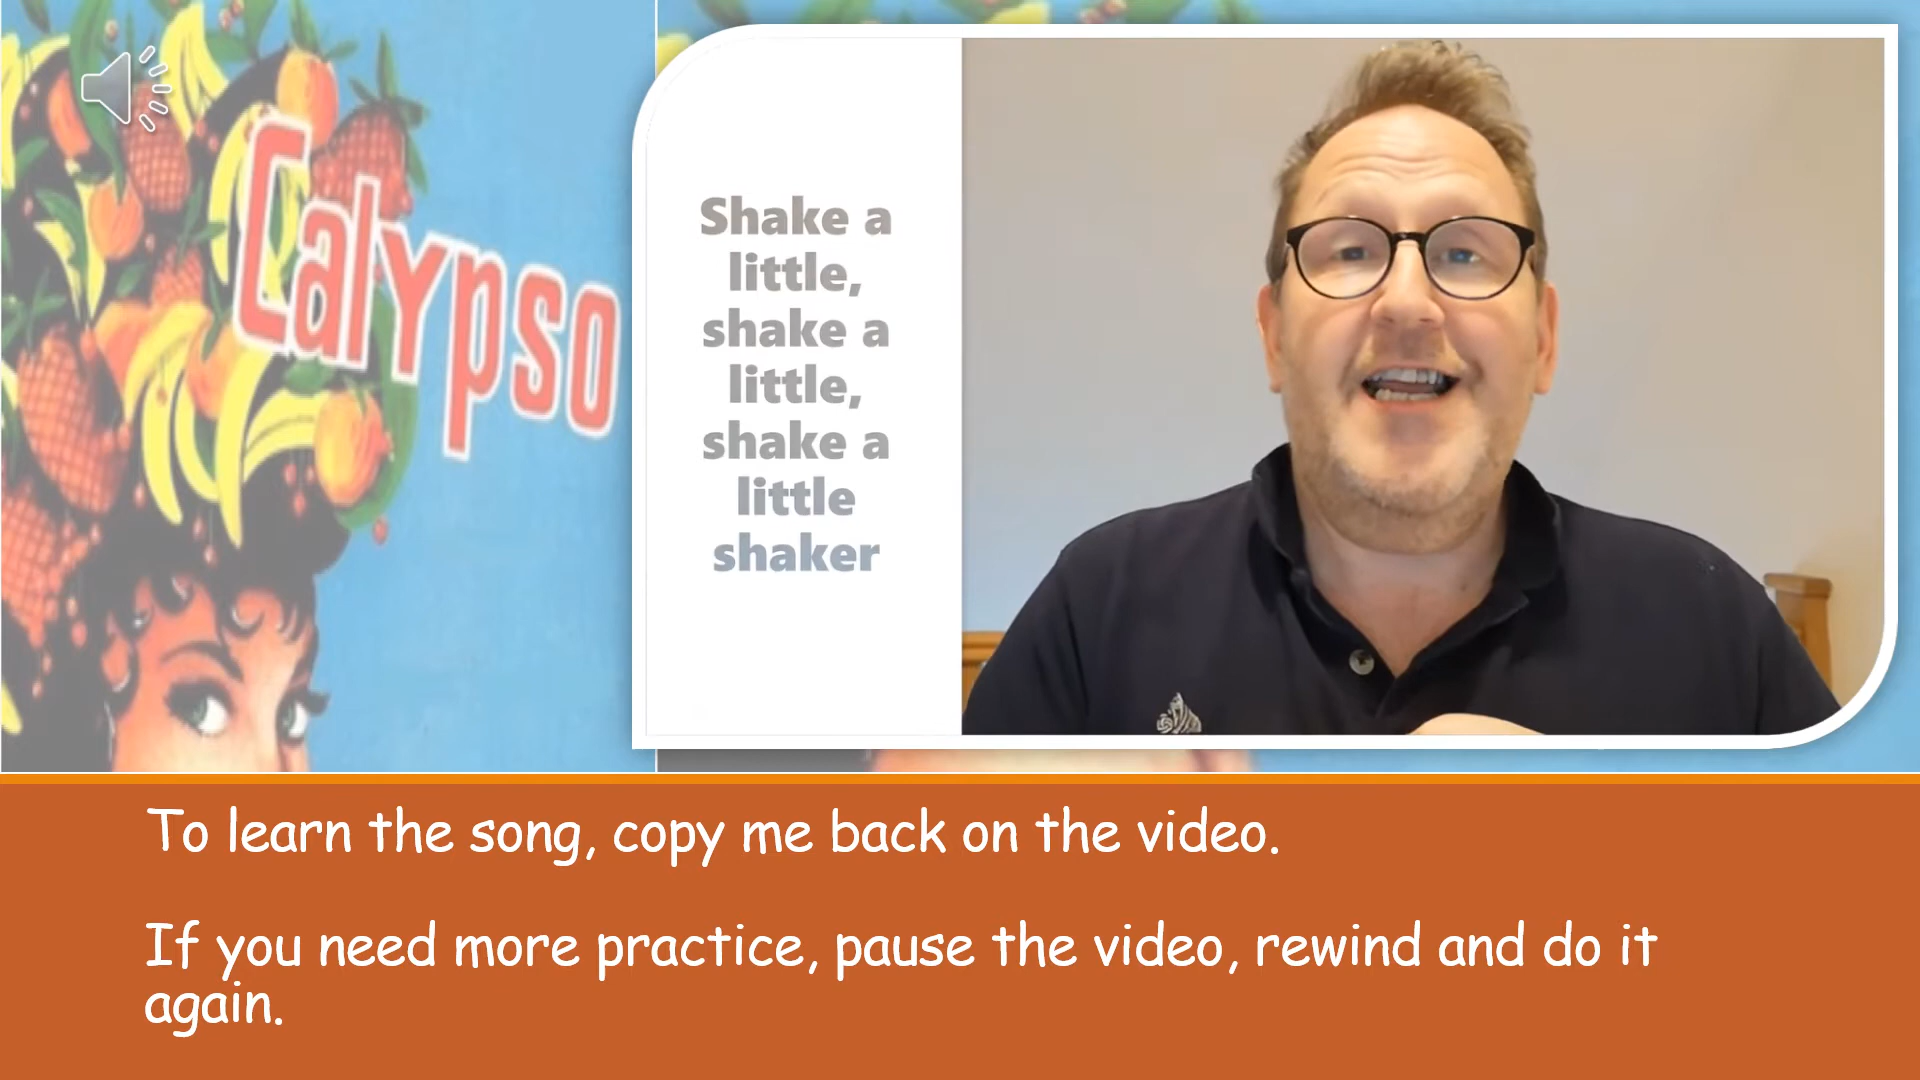 Calypso
Shake a
little,
shake a
little,
shake a
little
shaker
To learn the song, copy me back on the video.
If you need more practice, pause the video, rewind and do it
again.